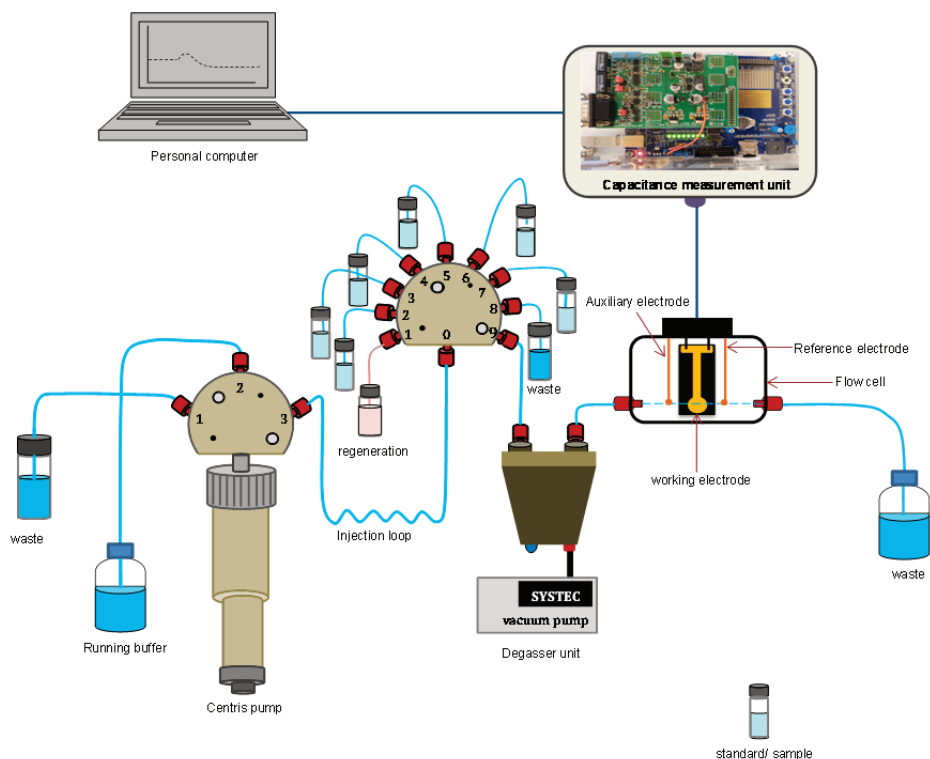 Personal computer
Capacitance measurement unit
4
5
6
7
3
2
8
1
0
9
Auxiliary electrode
Reference electrode
Flow cell
working electrode
waste
regeneration
2
1
3
waste
Injection loop
Running buffer
Centris pump
SYSTEC
vacuum pump
Degasser unit
waste
standard/ sample